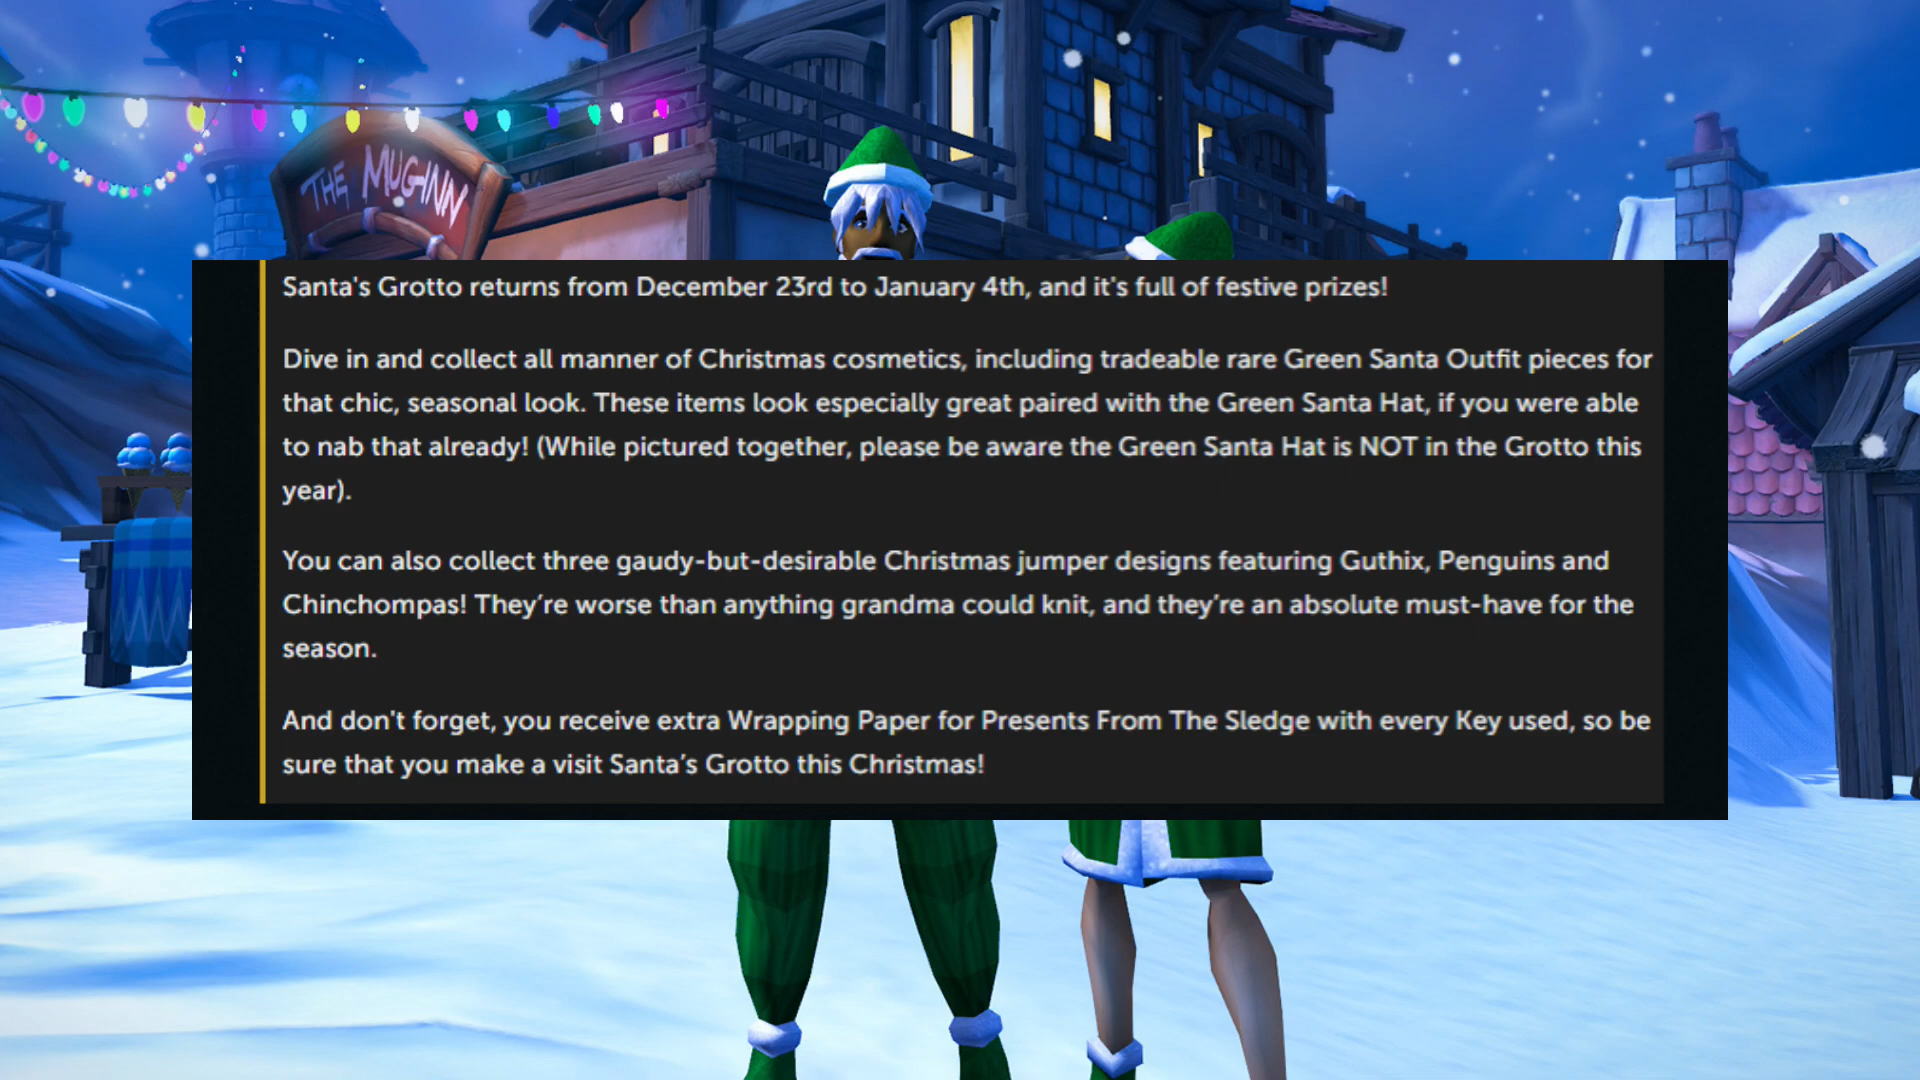 THE MUG-INN
Santa's Grotto returns from December 23rd to January 4th, and it's full of festive prizes!
Dive in and collect all manner of Christmas cosmetics, including tradeable rare Green Santa Outfit pieces for
that chic, seasonal look. These items look especially great paired with the Green Santa Hat, if you were able
to nab that already! (While pictured together, please be aware the Green Santa Hat is NOT in the Grotto this
year).
You can also collect three gaudy-but-desirable Christmas jumper designs featuring Guthix, Penguins and
Chinchompas! They’re worse than anything grandma could knit, and they’re an absolute must-have for the
season.
And don't forget, you receive extra Wrapping Paper for Presents From The Sledge with every Key used, so be
sure that you make a visit Santa’s Grotto this Christmas!